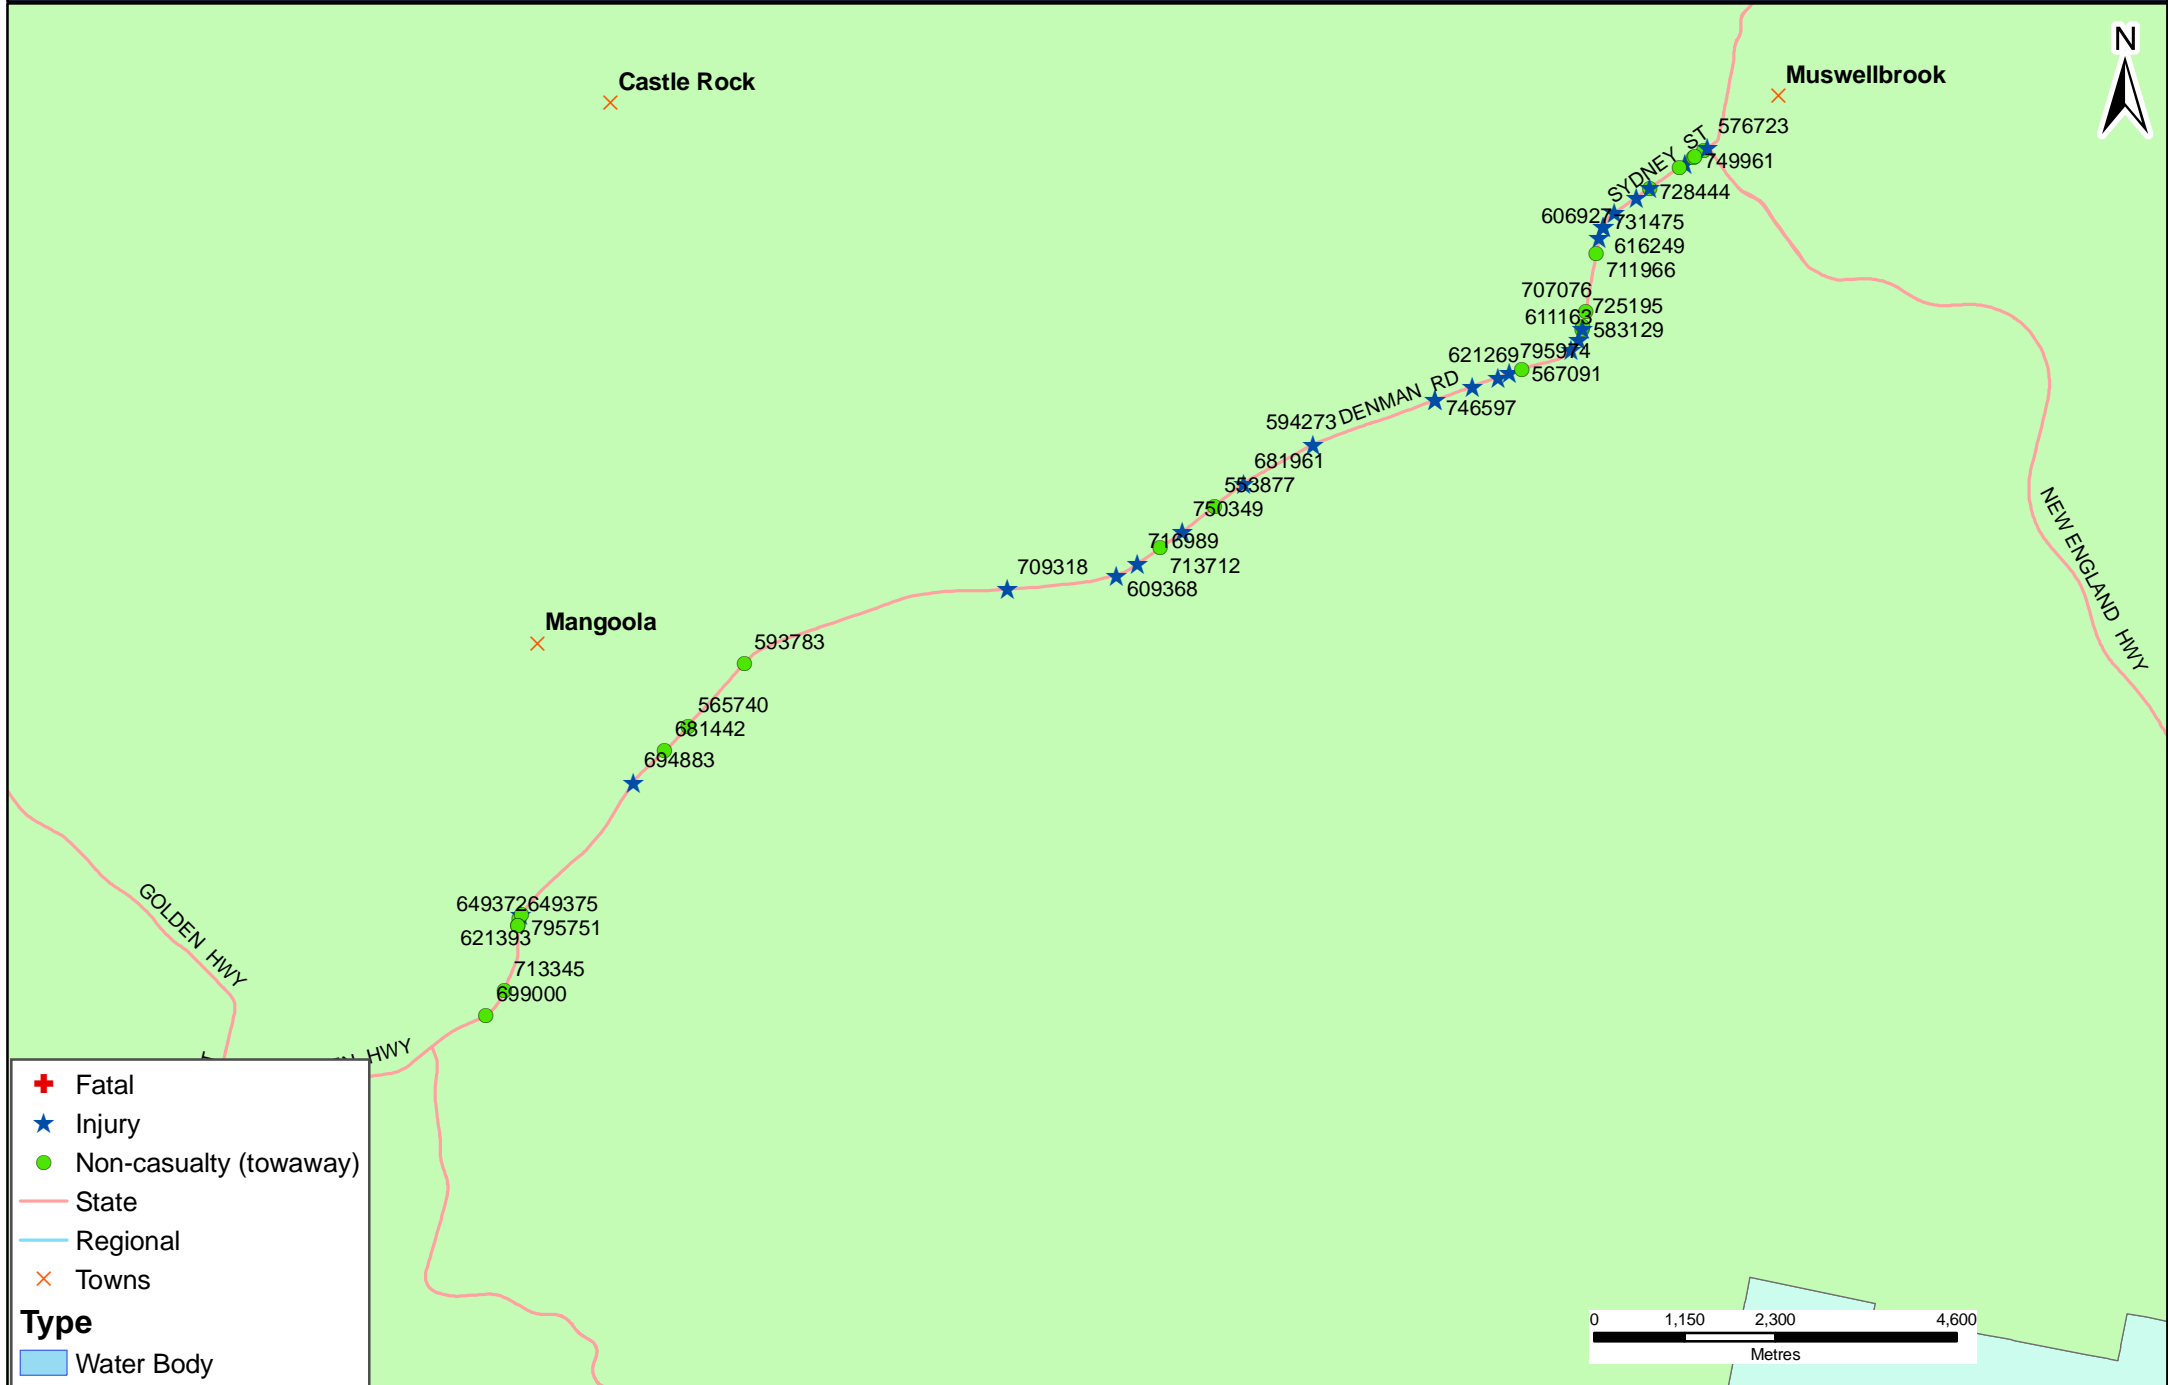 N
Castle Rock
Muswellbrook
576723
SYDNEY ST
749961
728444
606927
731475
616249
711966
707076
725195
611163
583129
621269
795974
567091
DENMAN RD
746597
594273
681961
553877
750349
716989
713712
709318
609368
NEW ENGLAND HWY
Mangoola
593783
565740
681442
694883
GOLDEN HWY
649372
649375
621393
795751
713345
699000
HWY
Fatal
Injury
Non-casualty (towaway)
State
Regional
Towns
Type
Water Body
0 1,150 2,300 4,600
Metres